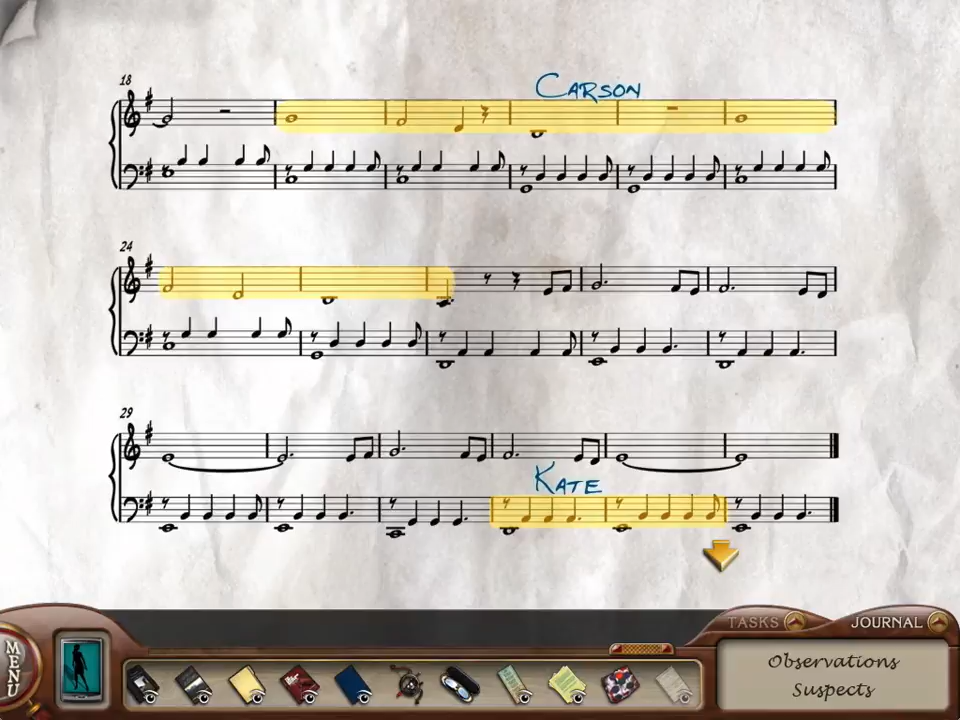 18
CARSON
24
29
KATE
TASKS
JOURNAL
MENU
Observations
Suspects